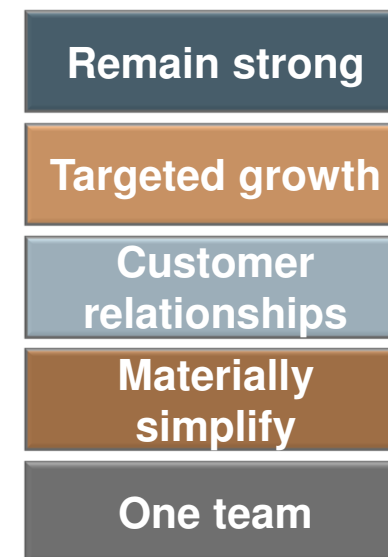 Remain strong
Targeted growth
Customer
relationships
Materially
simplify
One team